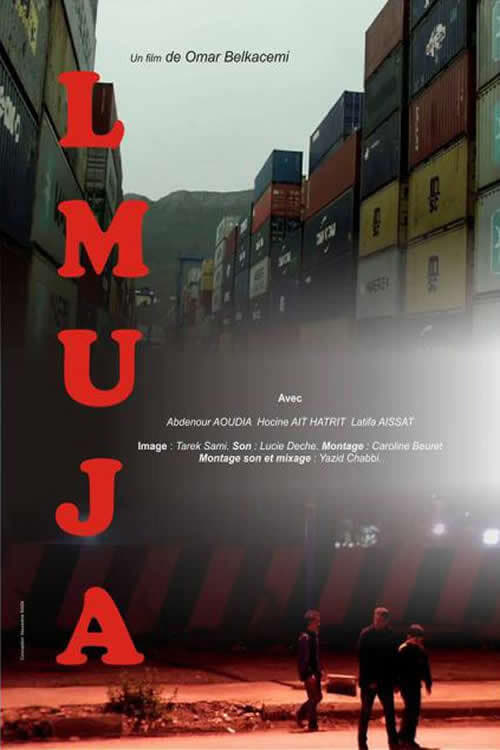 Un film de Omar Belkacemi
LMUJA
Avec
Abdenour AOUDIA Hocine AIT HATRIT Latifa AISSAT
Image : Tarek Sami. Son : Lucie Deche. Montage : Caroline Beuret
Montage son et mixage : Yazid Chabbi.